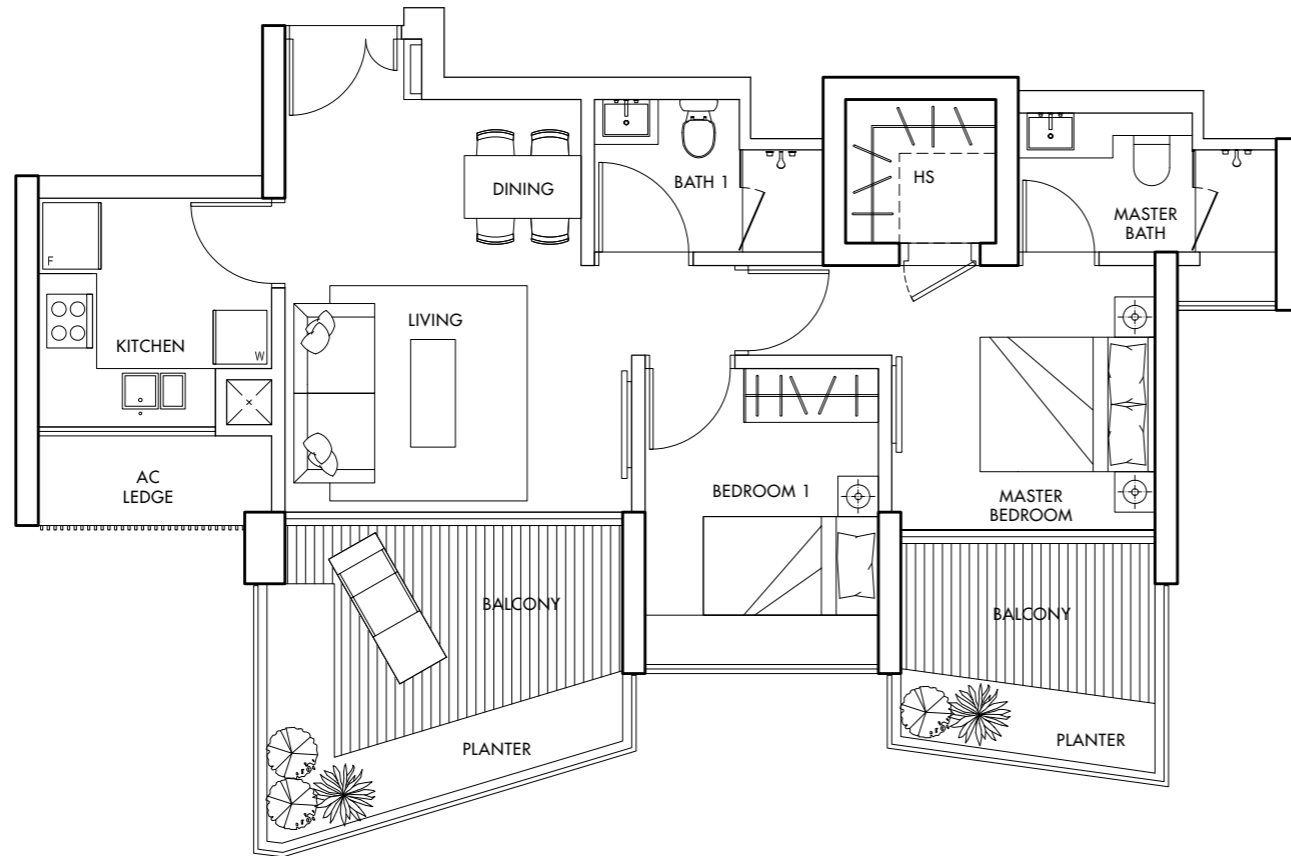 DINING
BATH 1
HS
MASTER
BATH
F
LIVING
KITCHEN
W
AC
LEDGE
BEDROOM 1
MASTER
BEDROOM
BALCONY
BALCONY
PLANTER
PLANTER